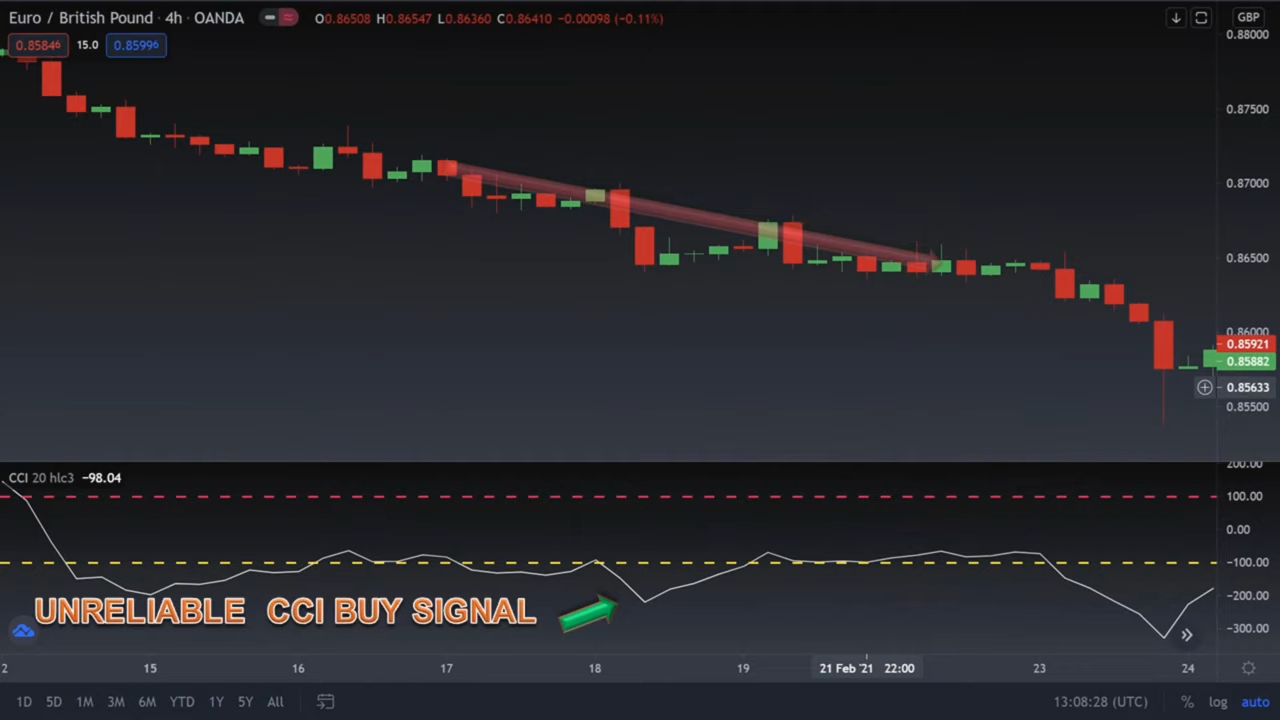 Euro / British Pound · 4h · OANDA O0.86508 H0.86547 L0.86360 C0.86410 −0.00098 (−0.11%) GBP
0.88000
0.85846 15.0 0.85996
0.87500
0.87000
0.86500
0.86000
0.85921
0.85882
0.85633
0.85500
200.00
CCI 20 hlc3 −98.04
100.00
0.00
−100.00
−200.00
UNRELIABLE CCI BUY SIGNAL
−300.00
2 15 16 17 18 19 21 Feb '21 22:00 23 24
1D 5D 1M 3M 6M YTD 1Y 5Y All 13:08:28 (UTC) % log auto